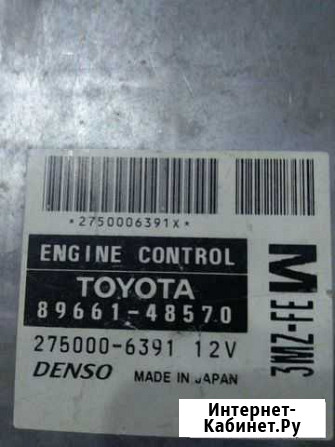 *2750006391X*
ENGINE CONTROL
TOYOTA
89661-48570
275000-6391 12V
DENSO MADE IN JAPAN
3MZ-FE M
Интернет-
Кабинет.Ру